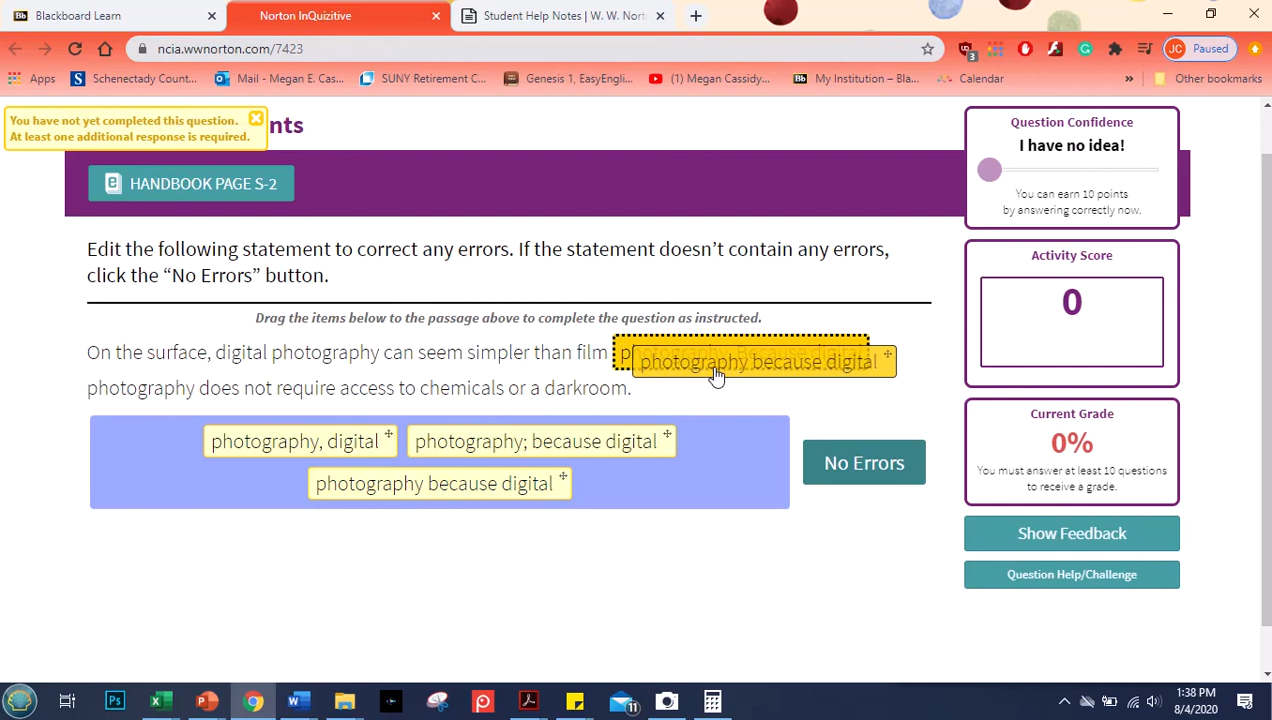 Blackboard Learn
Norton InQuizitive
Student Help Notes | W. W. Nort
ncia.wwnorton.com/7423
3
JC Paused
Apps
Schenectady Count...
Mail - Megan E. Cas...
SUNY Retirement C...
Genesis 1, EasyEngli...
(1) Megan Cassidy...
My Institution – Bla...
Calendar
»
Other bookmarks
You have not yet completed this question.
At least one additional response is required.
nts
HANDBOOK PAGE S-2
Edit the following statement to correct any errors. If the statement doesn’t contain any errors,
click the “No Errors” button.
Drag the items below to the passage above to complete the question as instructed.
On the surface, digital photography can seem simpler than film photography. Because digital
photography because digital
photography does not require access to chemicals or a darkroom.
photography, digital
photography; because digital
photography because digital
No Errors
Question Confidence
I have no idea!
You can earn 10 points
by answering correctly now.
Activity Score
0
Current Grade
0%
You must answer at least 10 questions
to receive a grade.
Show Feedback
Question Help/Challenge
11
1:38 PM
8/4/2020